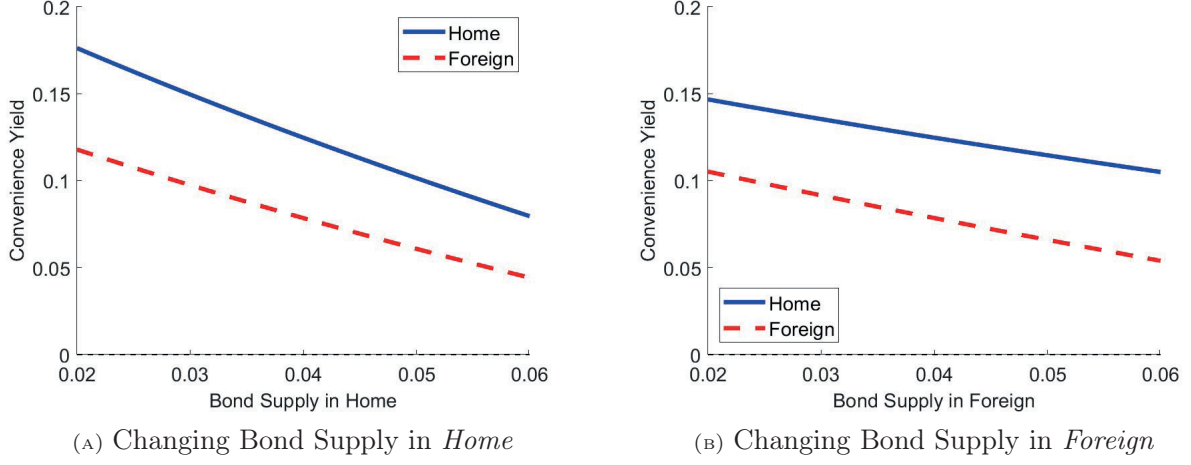 0.2
0.15
0.1
0.05
0
Convenience Yield
Home
Foreign
0.02 0.03 0.04 0.05 0.06
Bond Supply in Home
(A) Changing Bond Supply in Home
0.2
0.15
0.1
0.05
0
Convenience Yield
Home
Foreign
0.02 0.03 0.04 0.05 0.06
Bond Supply in Foreign
(B) Changing Bond Supply in Foreign